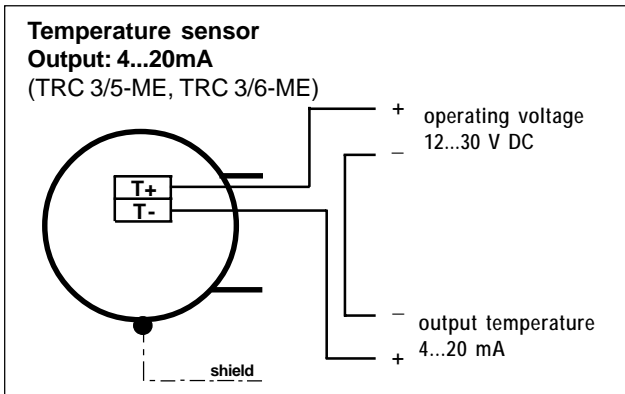 Temperature sensor
Output: 4...20mA
(TRC 3/5-ME, TRC 3/6-ME)
+ operating voltage
12...30 V DC
–
T+
T-
– output temperature
4...20 mA
+
shield